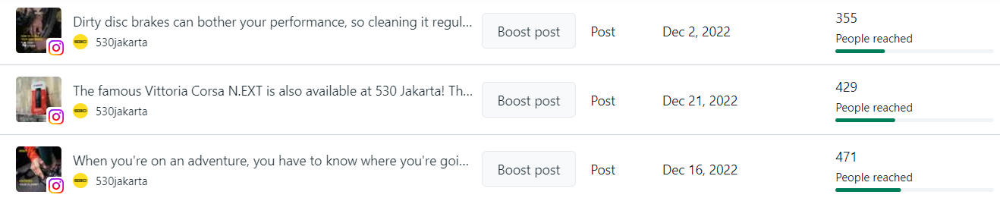 Dirty disc brakes can bother your performance, so cleaning it regul...
530jakarta
Boost post
Post
Dec 2, 2022
355
People reached
The famous Vittoria Corsa N.EXT is also available at 530 Jakarta! Th...
530jakarta
Boost post
Post
Dec 21, 2022
429
People reached
When you're on an adventure, you have to know where you're goi...
530jakarta
Boost post
Post
Dec 16, 2022
471
People reached